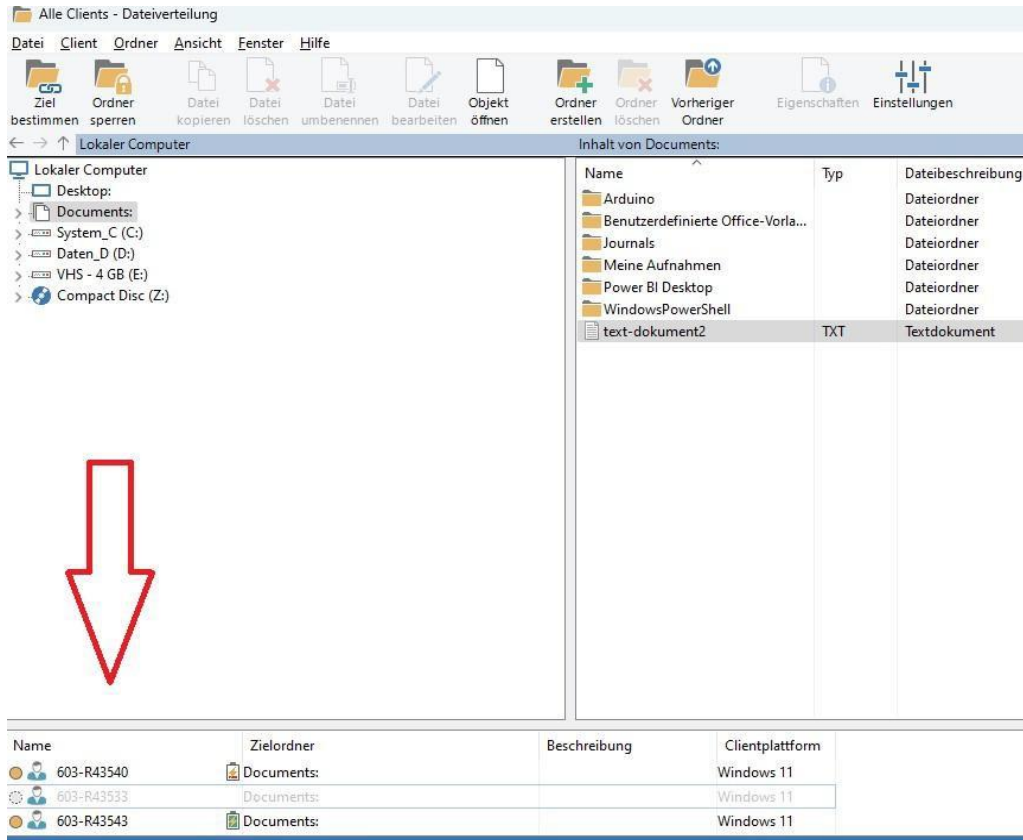 Alle Clients - Dateiverteilung
Datei Client Ordner Ansicht Fenster Hilfe
Ziel bestimmen
Ordner sperren
Datei kopieren
Datei löschen
Datei umbenennen
Datei bearbeiten
Objekt öffnen
Ordner erstellen
Ordner löschen
Vorheriger Ordner
Eigenschaften
Einstellungen
Lokaler Computer
Lokaler Computer
Desktop:
Documents:
System_C (C:)
Daten_D (D:)
VHS - 4 GB (E:)
Compact Disc (Z:)
Inhalt von Documents:
Name Typ Dateibeschreibung
Arduino Dateiordner
Benutzerdefinierte Office-Vorla... Dateiordner
Journals Dateiordner
Meine Aufnahmen Dateiordner
Power BI Desktop Dateiordner
WindowsPowerShell Dateiordner
text-dokument2 TXT Textdokument
Name Zielordner Beschreibung Clientplattform
603-R43540 Documents: Windows 11
603-R43533 Documents: Windows 11
603-R43543 Documents: Windows 11